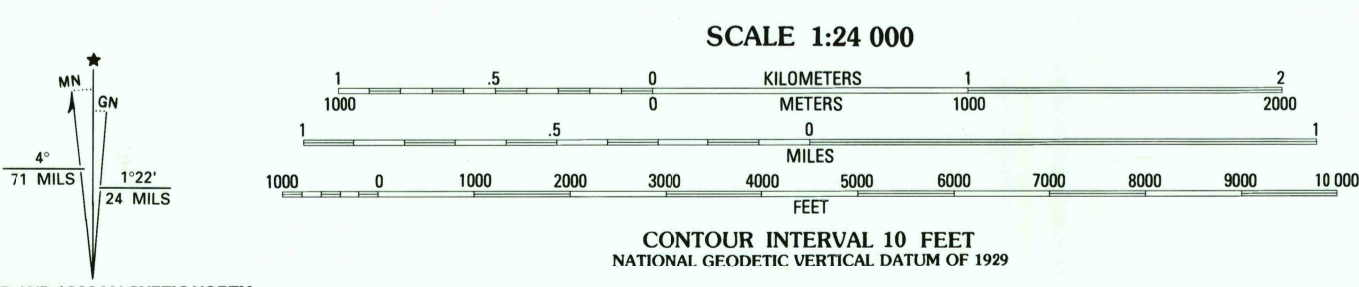 SCALE 1:24 000
MN
GN
4°
71 MILS
1°22'
24 MILS
1 .5 0 KILOMETERS 1 2
1000 0 METERS 1000 2000
1 .5 0 1
MILES
1000 0 1000 2000 3000 4000 5000 6000 7000 8000 9000 10 000
FEET
CONTOUR INTERVAL 10 FEET
NATIONAL GEODETIC VERTICAL DATUM OF 1929